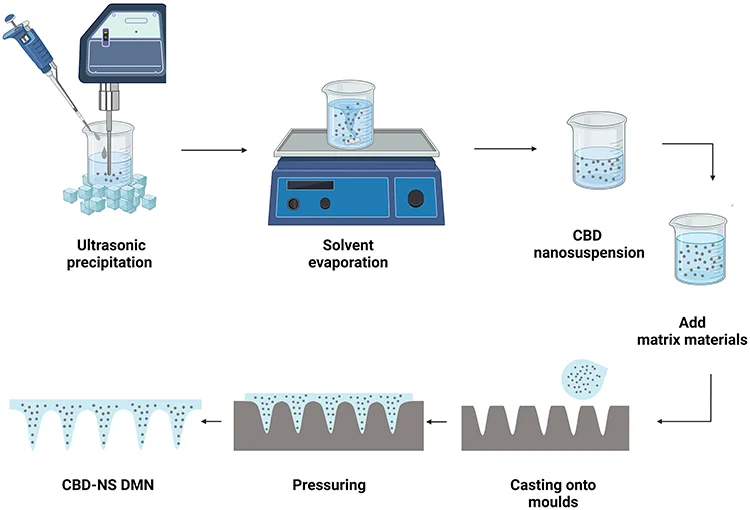 Ultrasonic
precipitation
Solvent
evaporation
CBD
nanosuspension
Add
matrix materials
Casting onto
moulds
Pressuring
CBD-NS DMN